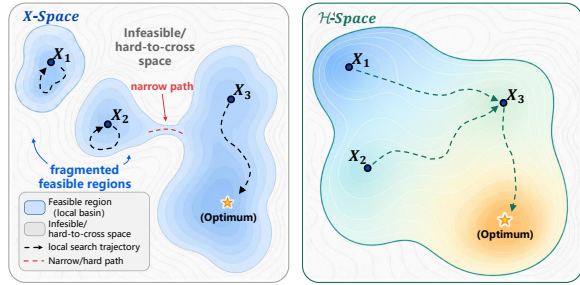 X-Space
Infeasible/
hard-to-cross
space
narrow path
X1
X2
X3
fragmented
feasible regions
(Optimum)
Feasible region
(local basin)
Infesible/
hard-to-cross space
local search trajectory
Narrow/hard path
ℋ-Space
X1
X3
X2
(Optimum)